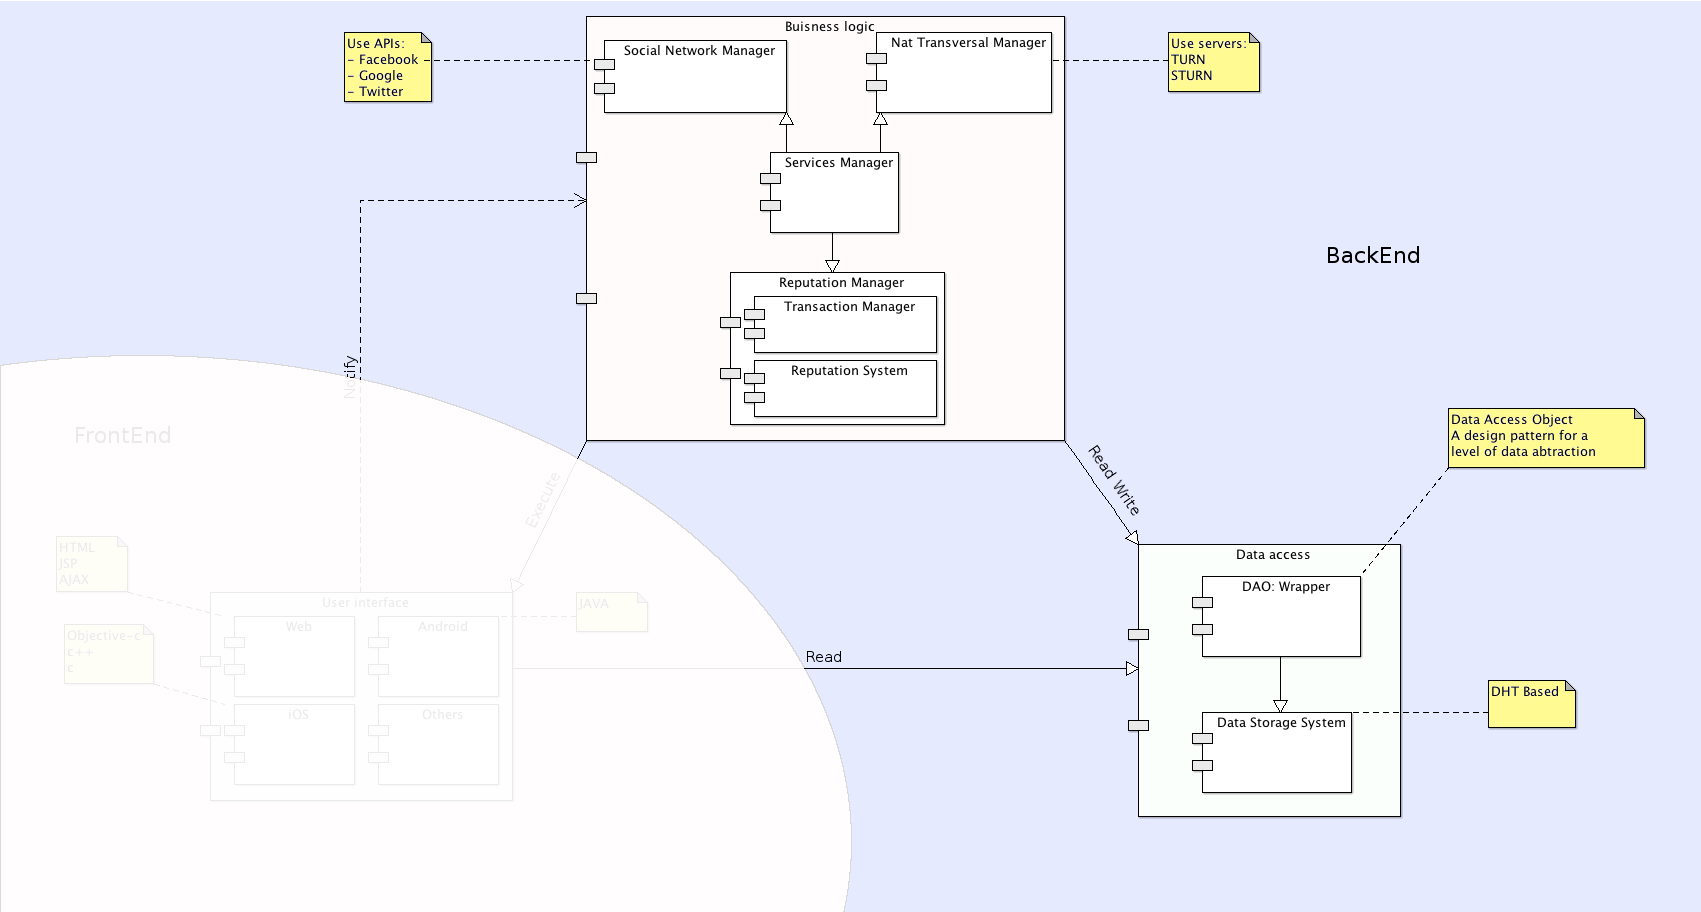 Buisness logic
Use APIs:
- Facebook
- Google
- Twitter
Social Network Manager
Nat Transversal Manager
Use servers:
TURN
STURN
Services Manager
BackEnd
Reputation Manager
Transaction Manager
Reputation System
Notify
FrontEnd
Execute
Read Write
Data Access Object
A design pattern for a
level of data abtraction
HTML
JSP
AJAX
Data access
DAO: Wrapper
User interface
JAVA
Web
Android
Objective-c
c++
c
Read
DHT Based
iOS
Others
Data Storage System